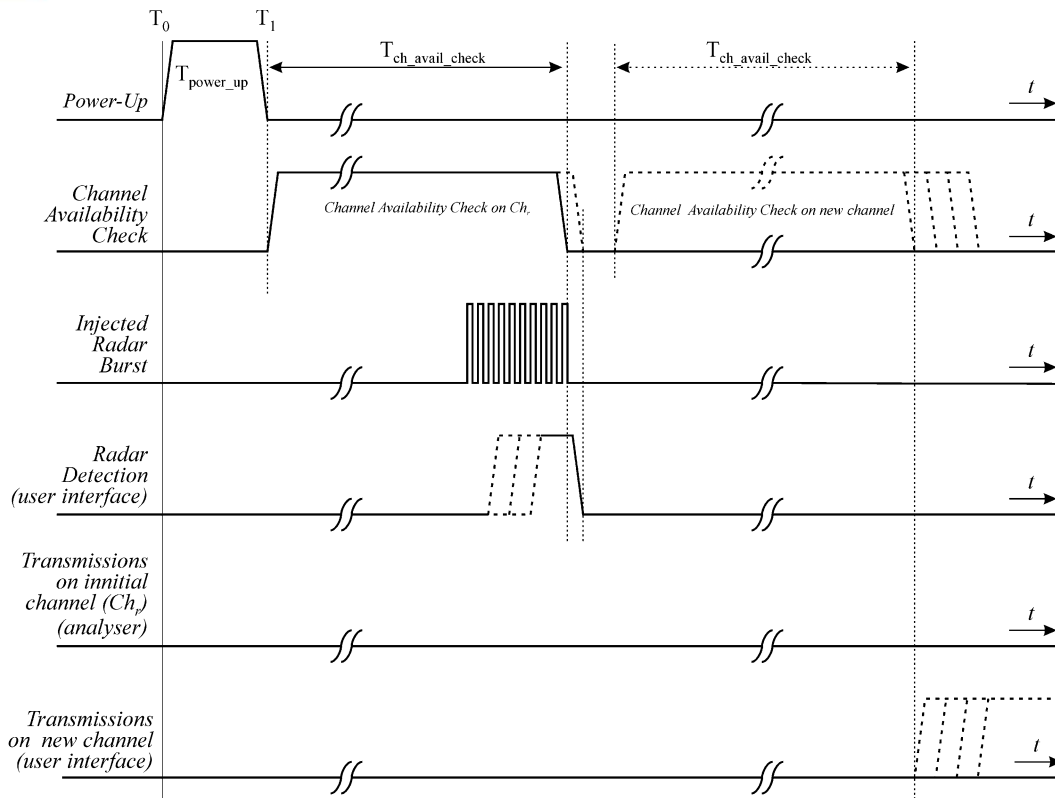 T0 T1
Tch_avail_check Tch_avail_check
Tpower_up
Power-Up
t
Channel
Availability
Check
Channel Availability Check on Chr
Channel Availability Check on new channel
t
Injected
Radar
Burst
t
Radar
Detection
(user interface)
t
Transmissions
on innitial
channel (Chr)
(analyser)
t
Transmissions
on new channel
(user interface)
t